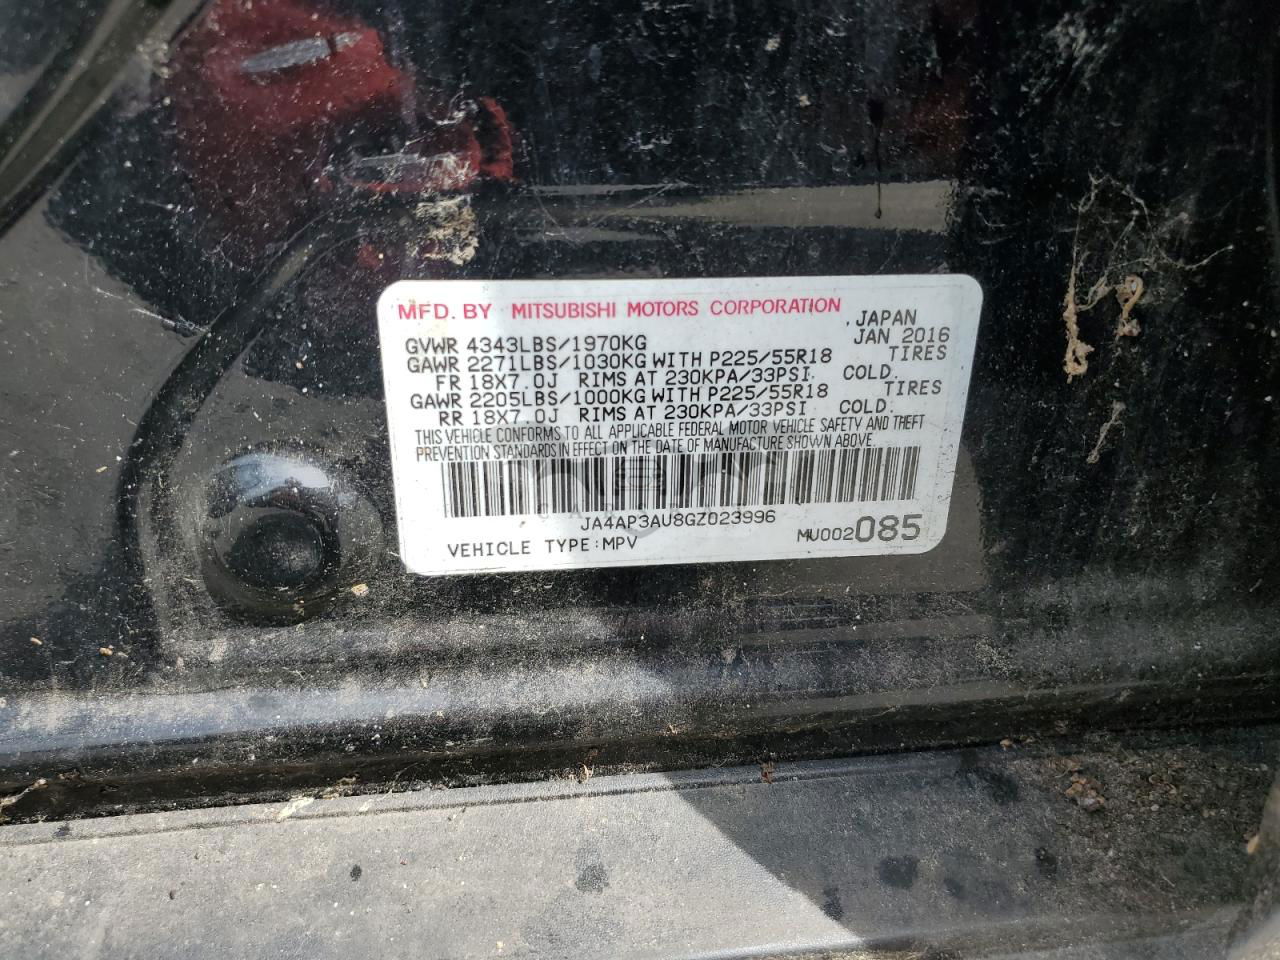 MFD. BY MITSUBISHI MOTORS CORPORATION JAPAN
GVWR 4343LBS/1970KG JAN 2016
GAWR 2271LBS/1030KG WITH P225/55R18 TIRES
FR 18X7.0J RIMS AT 230KPA/33PSI COLD.
GAWR 2205LBS/1000KG WITH P225/55R18 TIRES
RR 18X7.0J RIMS AT 230KPA/33PSI COLD.
THIS VEHICLE CONFORMS TO ALL APPLICABLE FEDERAL MOTOR VEHICLE SAFETY AND THEFT
PREVENTION STANDARDS IN EFFECT ON THE DATE OF MANUFACTURE SHOWN ABOVE.
JA4AP3AU8GZ023996
VEHICLE TYPE:MPV MU002085